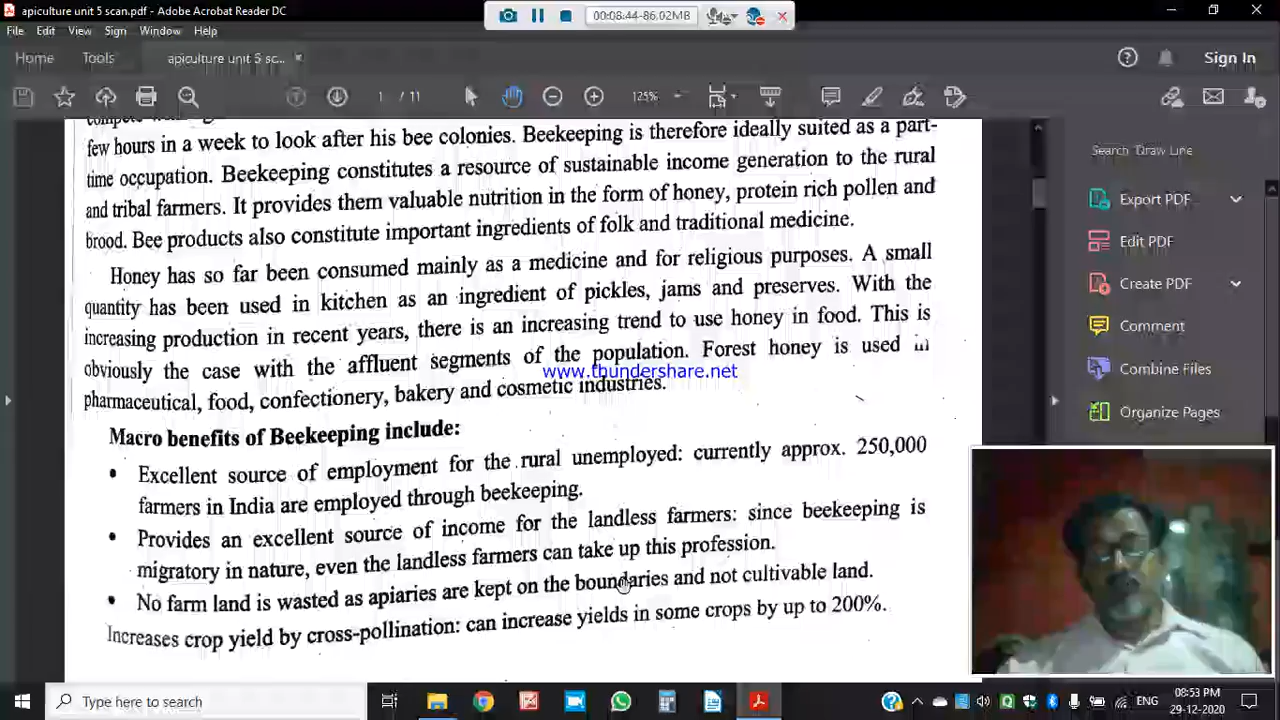 apiculture unit 5 scan.pdf - Adobe Acrobat Reader DC
00:08:44-86.02MB
File Edit View Sign Window Help
Home Tools apiculture unit 5 sc... Sign In
1 / 11 125%
few hours in a week to look after his bee colonies. Beekeeping is therefore ideally suited as a part-
time occupation. Beekeeping constitutes a resource of sustainable income generation to the rural
and tribal farmers. It provides them valuable nutrition in the form of honey, protein rich pollen and
brood. Bee products also constitute important ingredients of folk and traditional medicine.
Honey has so far been consumed mainly as a medicine and for religious purposes. A small
quantity has been used in kitchen as an ingredient of pickles, jams and preserves. With the
increasing production in recent years, there is an increasing trend to use honey in food. This is
obviously the case with the affluent segments of the population. Forest honey is used in
www.thundershare.net
pharmaceutical, food, confectionery, bakery and cosmetic industries.
Macro benefits of Beekeeping include:
• Excellent source of employment for the rural unemployed: currently approx. 250,000
farmers in India are employed through beekeeping.
• Provides an excellent source of income for the landless farmers: since beekeeping is
migratory in nature, even the landless farmers can take up this profession.
• No farm land is wasted as apiaries are kept on the boundaries and not cultivable land.
Increases crop yield by cross-pollination: can increase yields in some crops by up to 200%.
Search 'Draw Line'
Export PDF
Edit PDF
Create PDF
Comment
Combine Files
Organize Pages
Type here to search
ENG
08:53 PM
29-12-2020